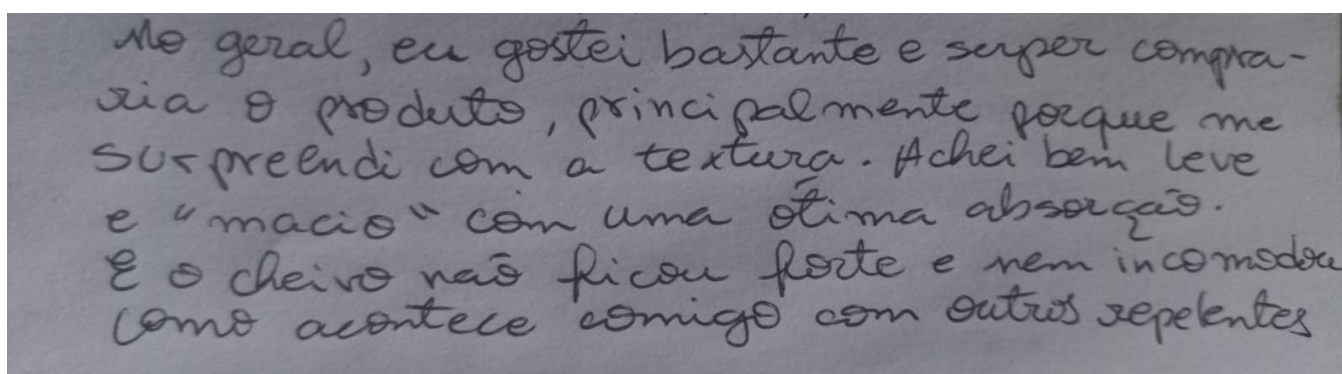 No geral, eu gostei bastante e super compra-
ria o produto, principalmente porque me
surpreendi com a textura. Achei bem leve
e "macio" com uma ótima absorção.
E o cheiro não ficou forte e nem incomodou
como acontece comigo com outros repelentes